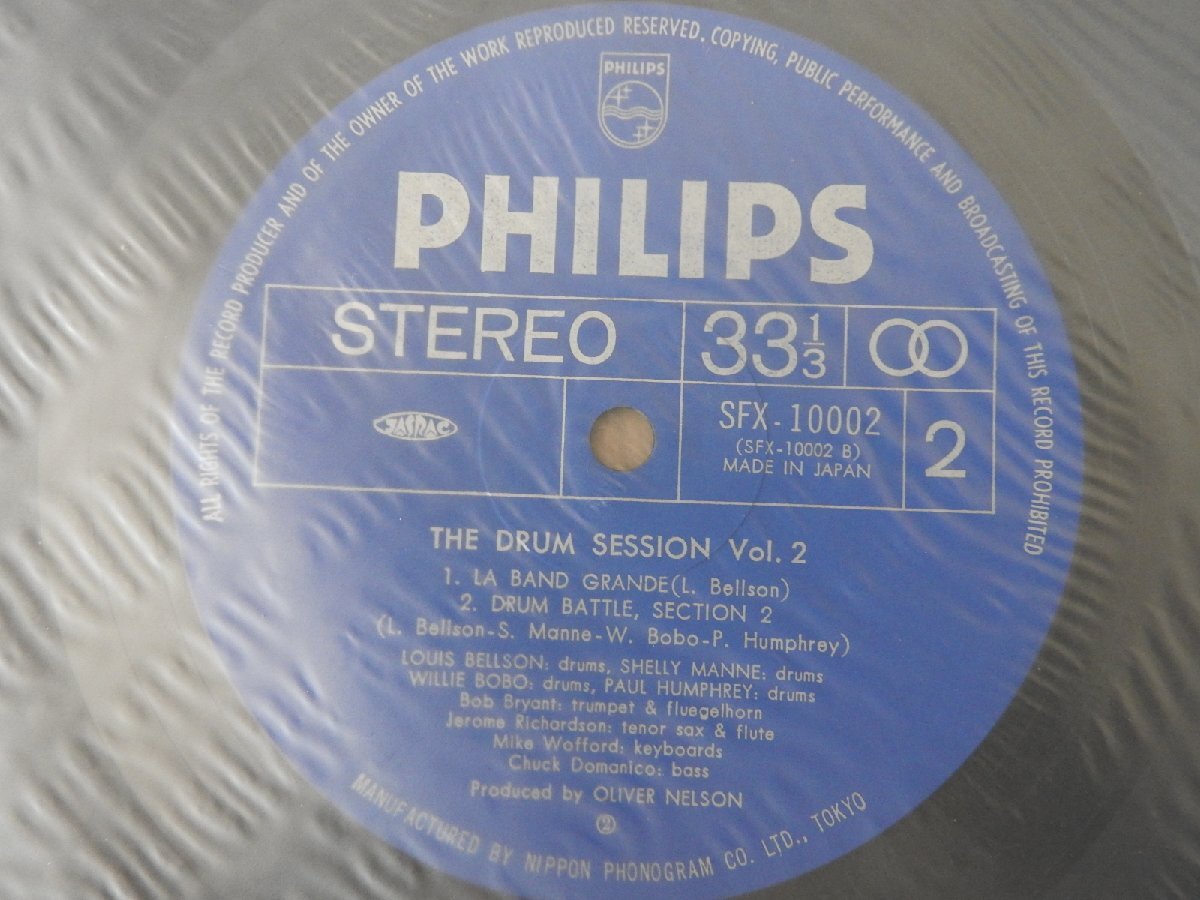 ALL RIGHTS OF THE RECORD PRODUCER AND OF THE OWNER OF THE WORK REPRODUCED RESERVED. COPYING, PUBLIC PERFORMANCE AND BROADCASTING OF THIS RECORD PROHIBITED
PHILIPS
PHILIPS
STEREO
33 1/3
JASRAC
SFX-10002
(SFX-10002 B)
MADE IN JAPAN
2
THE DRUM SESSION Vol. 2
1. LA BAND GRANDE(L. Bellson)
2. DRUM BATTLE, SECTION 2
(L. Bellson-S. Manne-W. Bobo-P. Humphrey)
LOUIS BELLSON: drums, SHELLY MANNE: drums
WILLIE BOBO: drums, PAUL HUMPHREY: drums
Bob Bryant: trumpet & fluegelhorn
Jerome Richardson: tenor sax & flute
Mike Wofford: keyboards
Chuck Domanico: bass
Produced by OLIVER NELSON
②
MANUFACTURED BY NIPPON PHONOGRAM CO. LTD., TOKYO